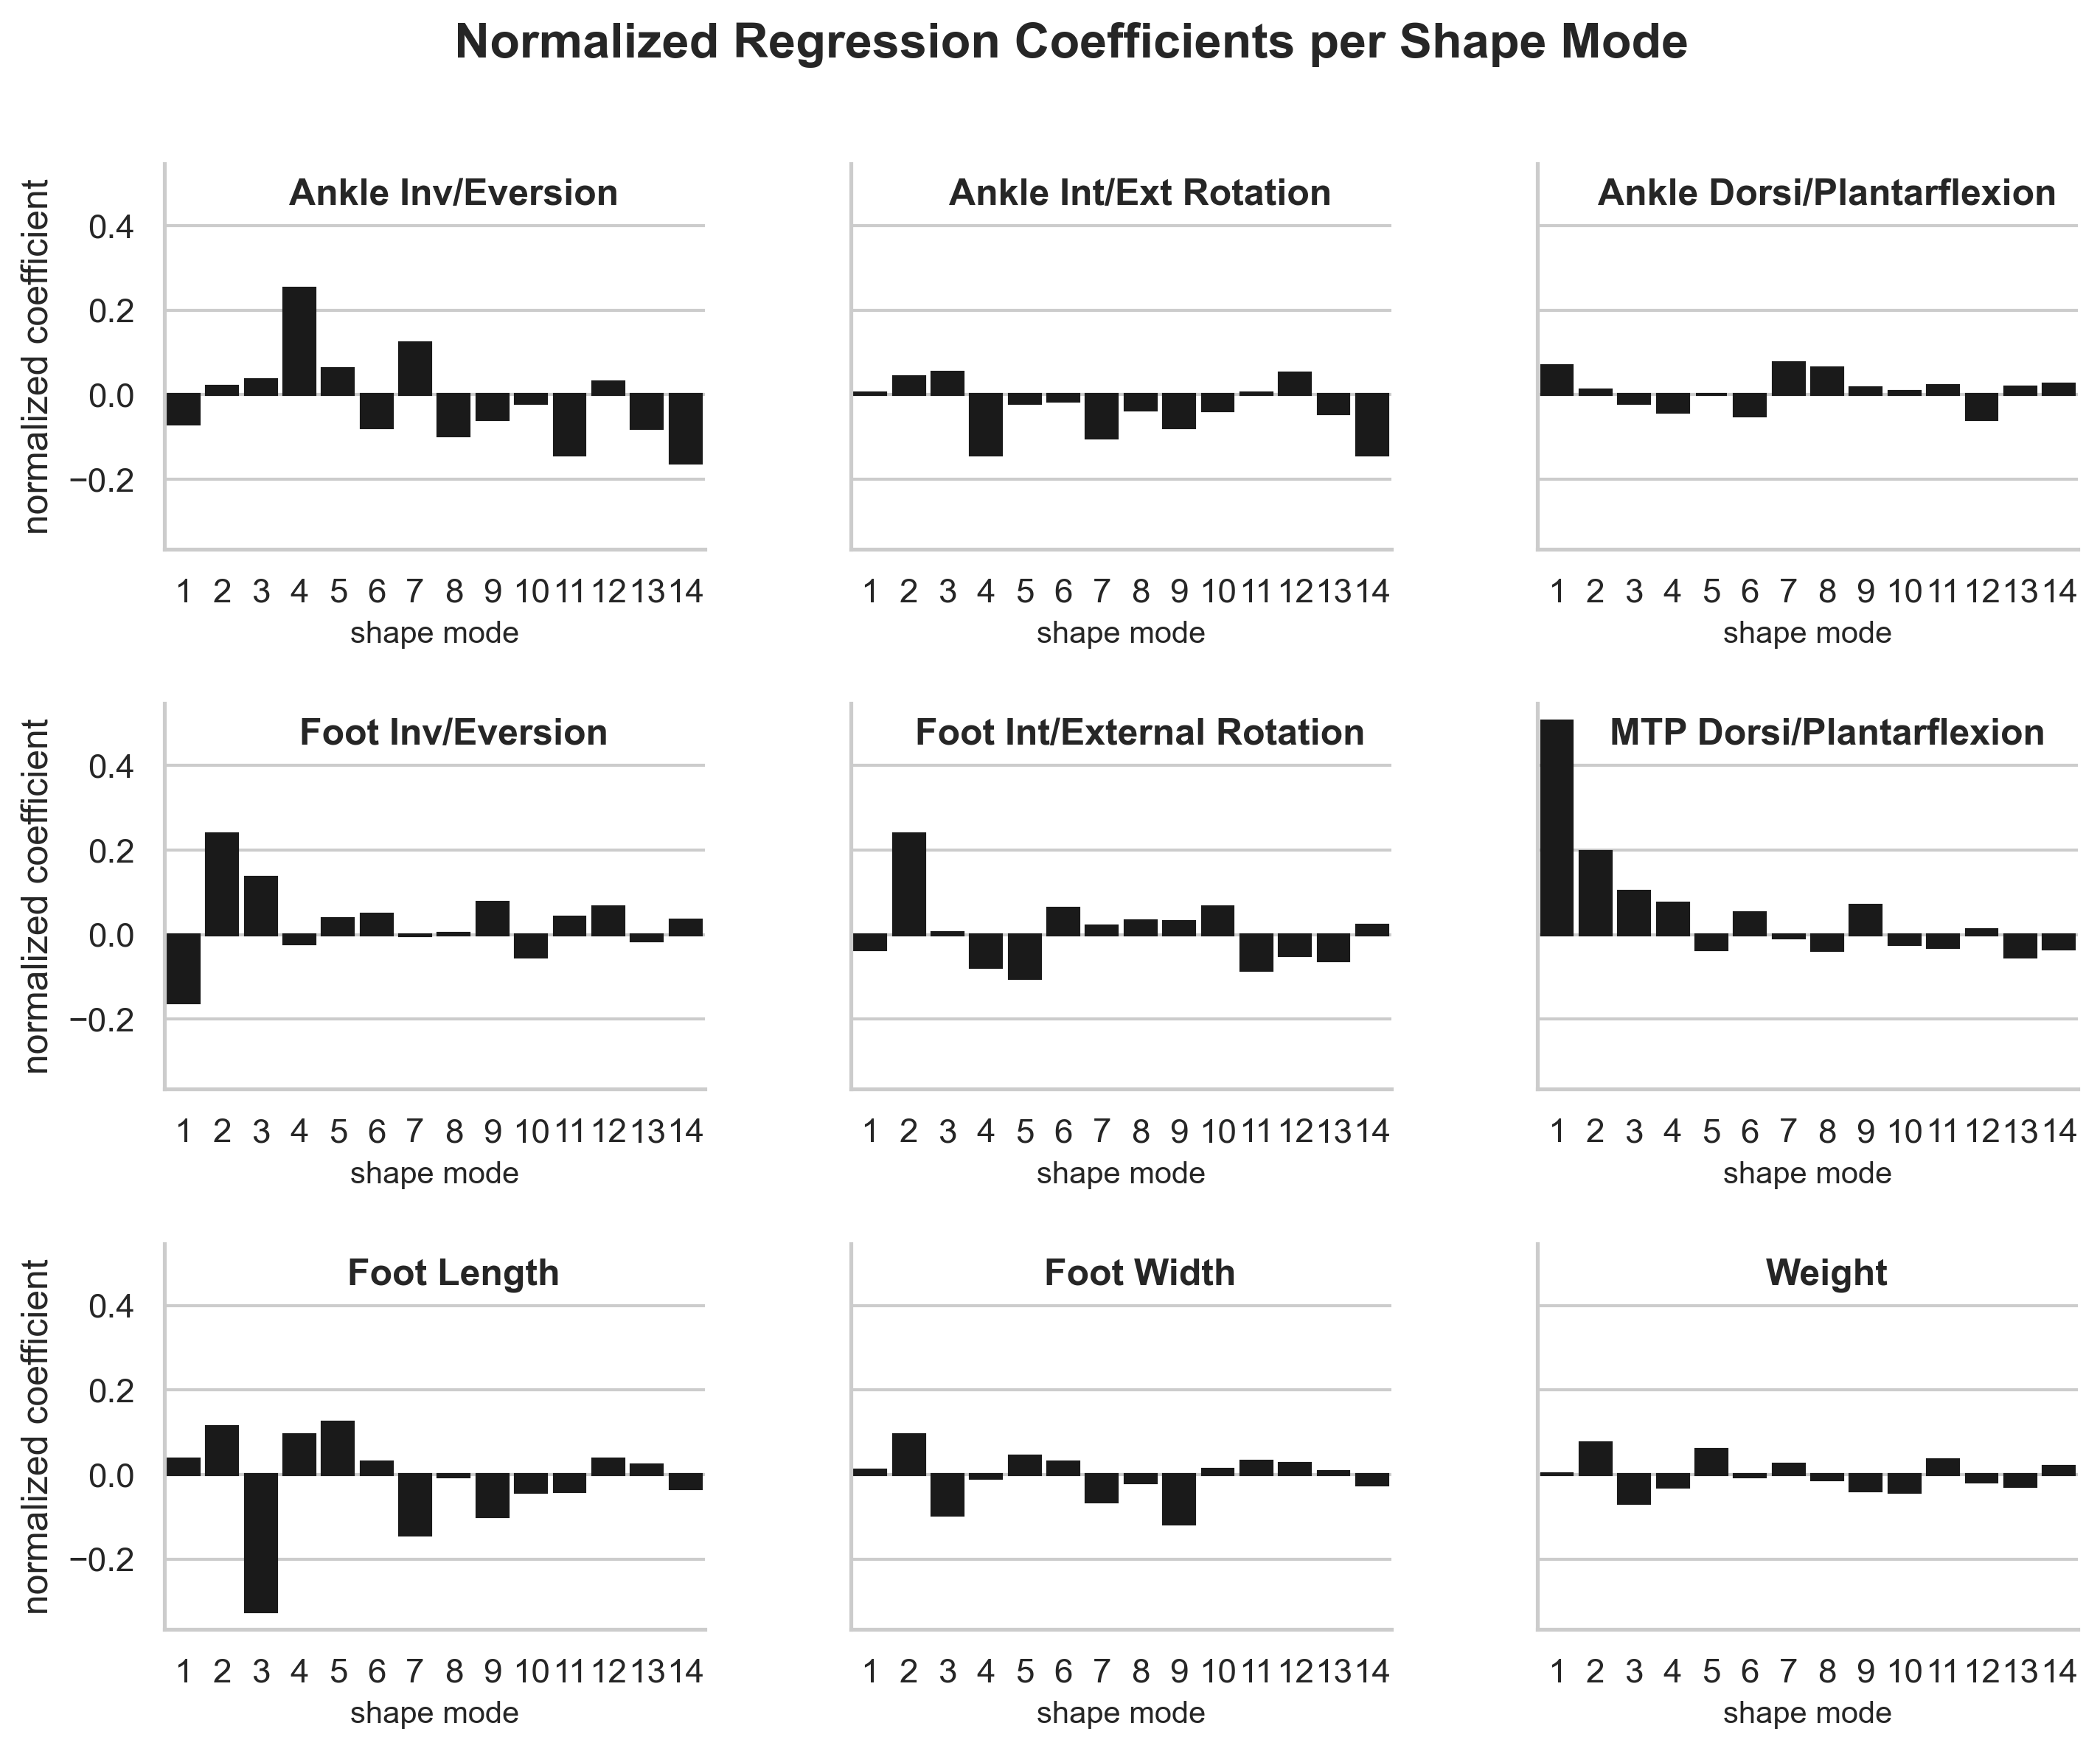 Normalized Regression Coefficients per Shape Mode
Ankle Inv/Eversion
normalized coefficient
0.4
0.2
0.0
−0.2
1 2 3 4 5 6 7 8 9 10 11 12 13 14
shape mode
Ankle Int/Ext Rotation
1 2 3 4 5 6 7 8 9 10 11 12 13 14
shape mode
Ankle Dorsi/Plantarflexion
1 2 3 4 5 6 7 8 9 10 11 12 13 14
shape mode
Foot Inv/Eversion
normalized coefficient
0.4
0.2
0.0
−0.2
1 2 3 4 5 6 7 8 9 10 11 12 13 14
shape mode
Foot Int/External Rotation
1 2 3 4 5 6 7 8 9 10 11 12 13 14
shape mode
MTP Dorsi/Plantarflexion
1 2 3 4 5 6 7 8 9 10 11 12 13 14
shape mode
Foot Length
normalized coefficient
0.4
0.2
0.0
−0.2
1 2 3 4 5 6 7 8 9 10 11 12 13 14
shape mode
Foot Width
1 2 3 4 5 6 7 8 9 10 11 12 13 14
shape mode
Weight
1 2 3 4 5 6 7 8 9 10 11 12 13 14
shape mode